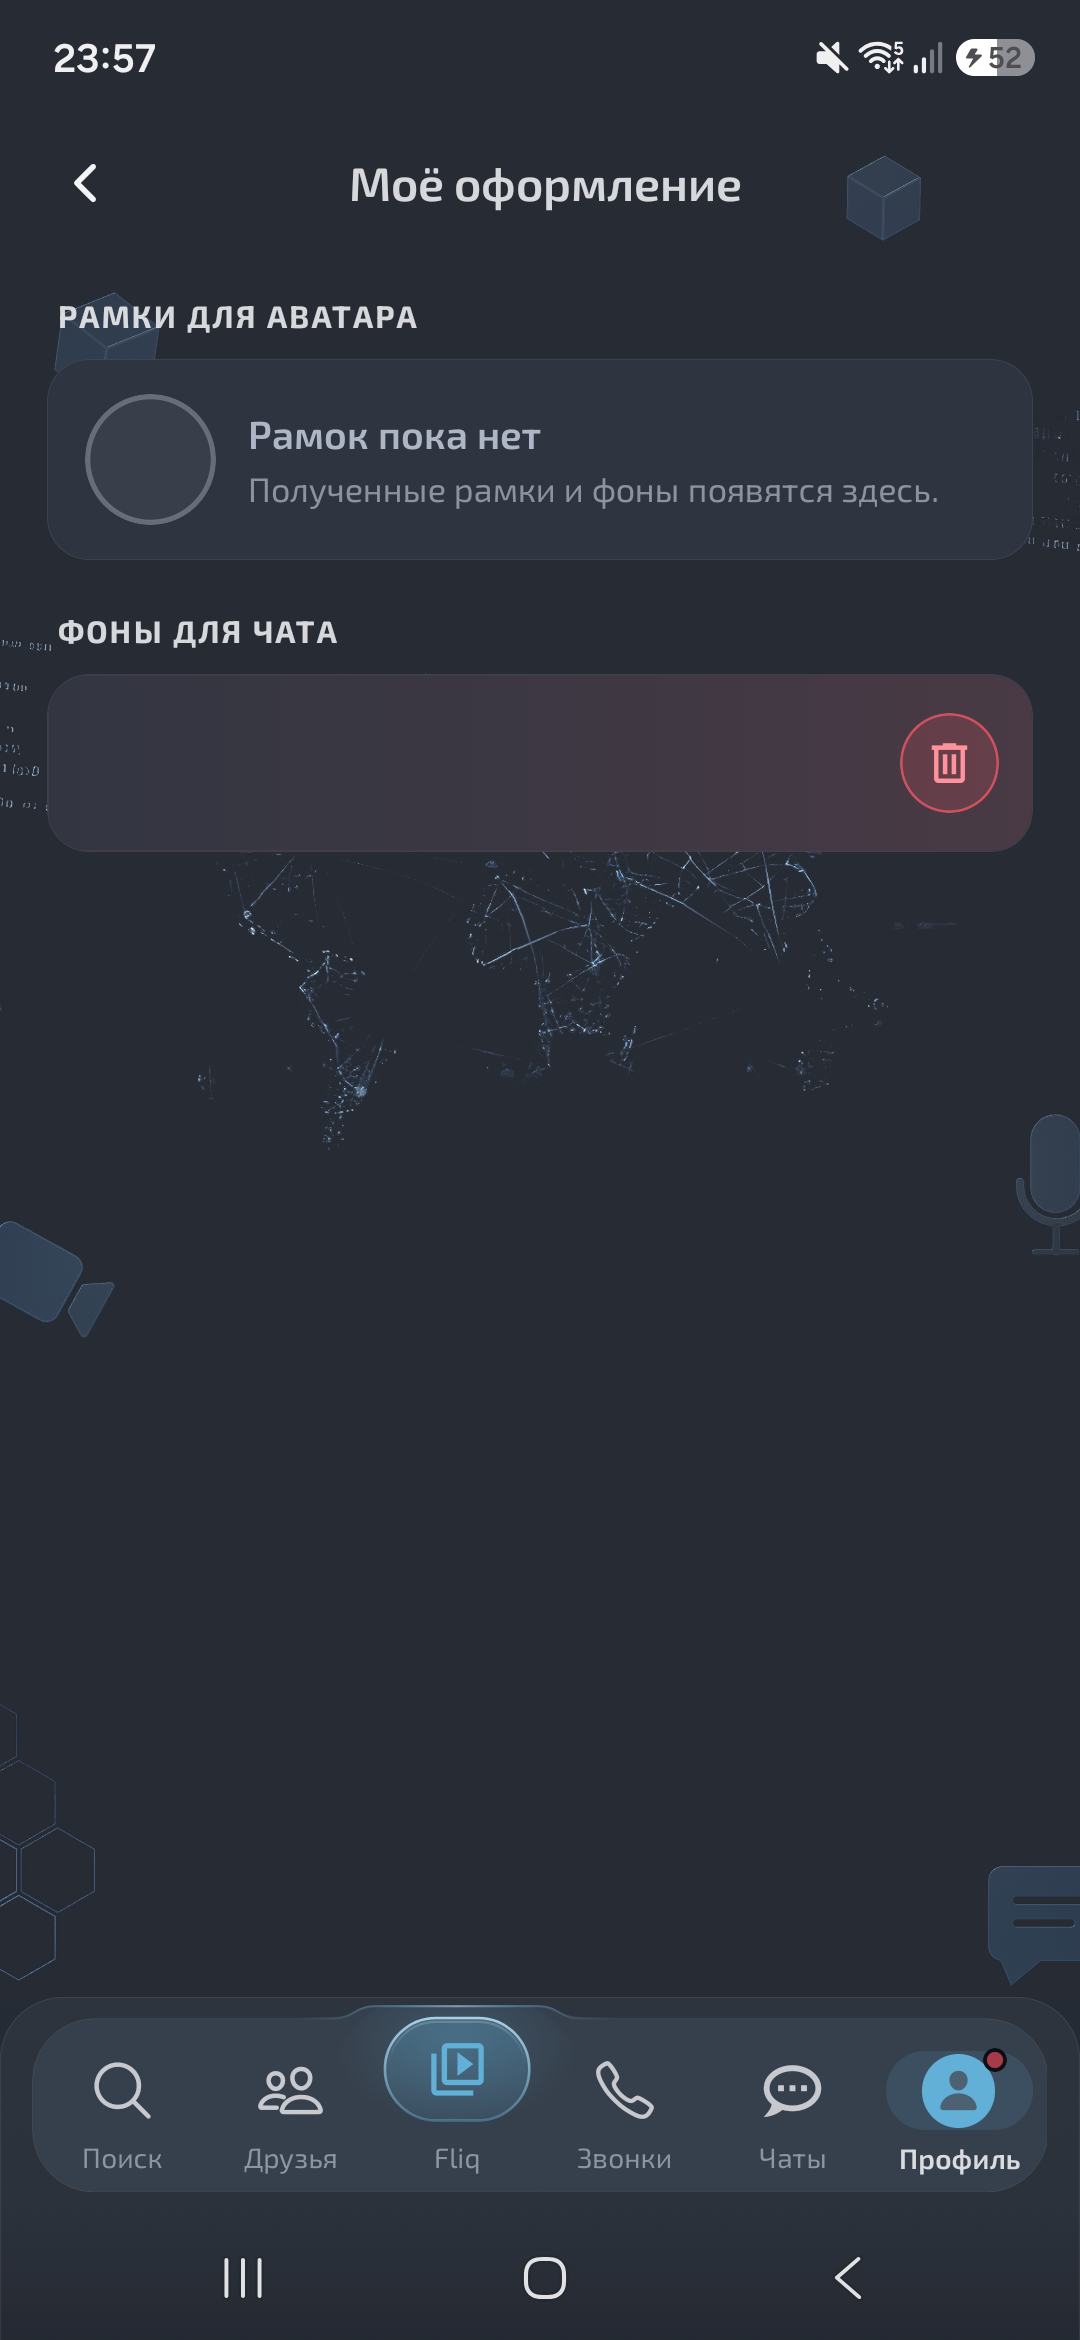 23:57
5
52
Моё оформление
РАМКИ ДЛЯ АВАТАРА
Рамок пока нет
Полученные рамки и фоны появятся здесь.
ФОНЫ ДЛЯ ЧАТА
Поиск
Друзья
Fliq
Звонки
Чаты
Профиль